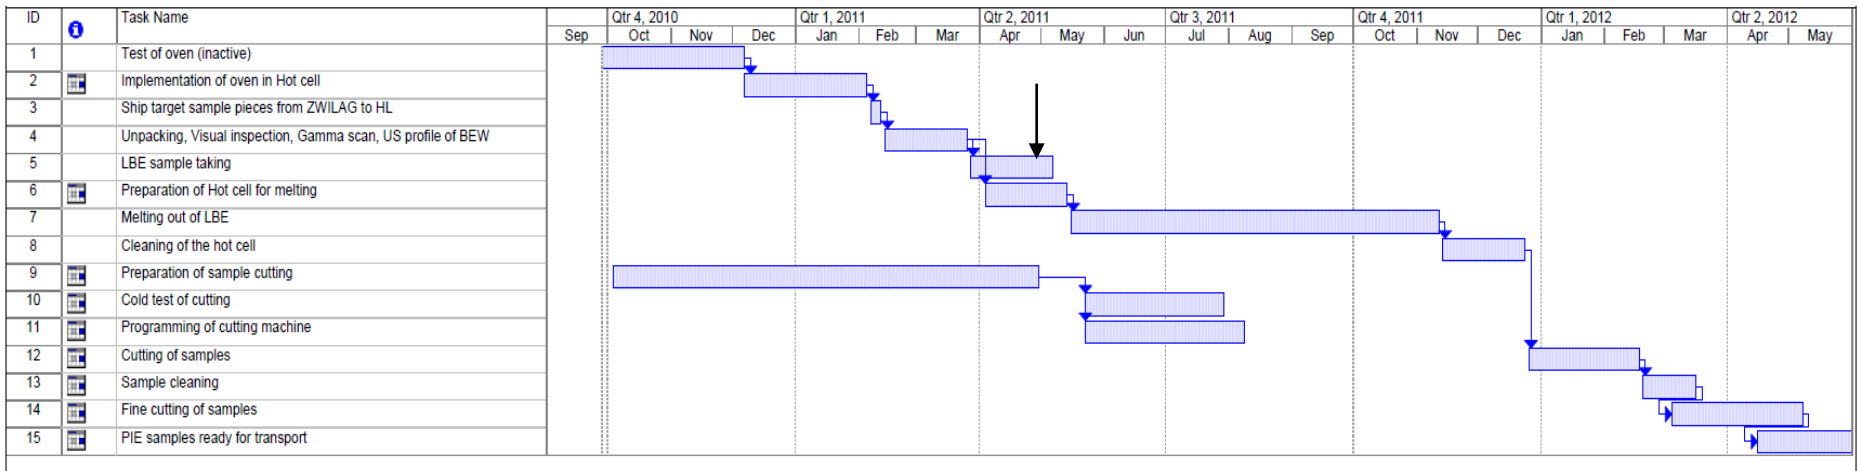 ID Task Name Qtr 4, 2010 Qtr 1, 2011 Qtr 2, 2011 Qtr 3, 2011 Qtr 4, 2011 Qtr 1, 2012 Qtr 2, 2012
i Sep Oct Nov Dec Jan Feb Mar Apr May Jun Jul Aug Sep Oct Nov Dec Jan Feb Mar Apr May
1 Test of oven (inactive)
2 Implementation of oven in Hot cell
3 Ship target sample pieces from ZWILAG to HL
4 Unpacking, Visual inspection, Gamma scan, US profile of BEW
5 LBE sample taking
6 Preparation of Hot cell for melting
7 Melting out of LBE
8 Cleaning of the hot cell
9 Preparation of sample cutting
10 Cold test of cutting
11 Programming of cutting machine
12 Cutting of samples
13 Sample cleaning
14 Fine cutting of samples
15 PIE samples ready for transport